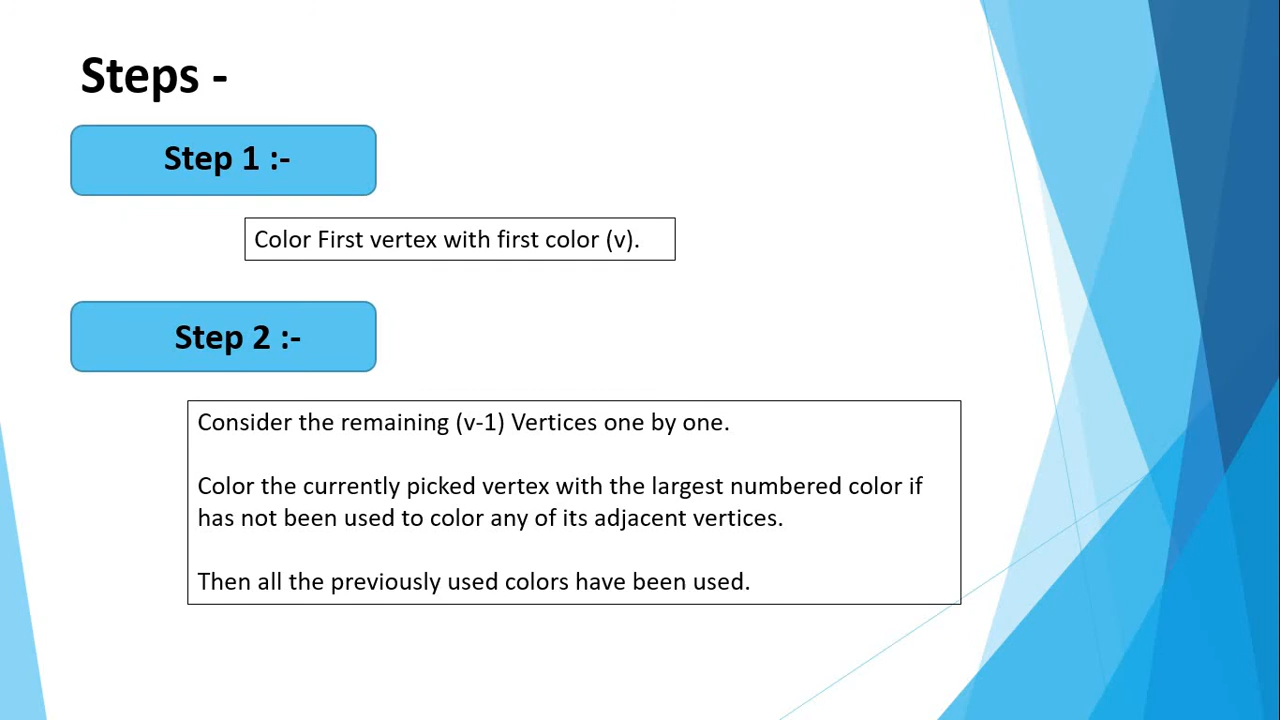 Steps -
Step 1 :-
Color First vertex with first color (v).
Step 2 :-
Consider the remaining (v-1) Vertices one by one.
Color the currently picked vertex with the largest numbered color if
has not been used to color any of its adjacent vertices.
Then all the previously used colors have been used.